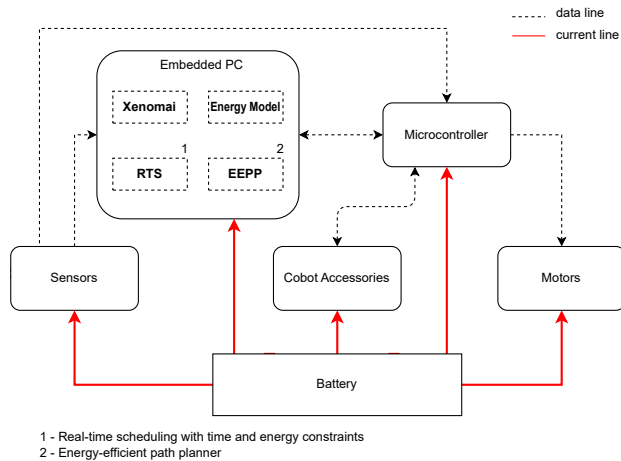 data line
current line
Embedded PC
Xenomai
Energy Model
1
2
RTS
EEPP
Microcontroller
Sensors
Cobot Accessories
Motors
Battery
1 - Real-time scheduling with time and energy constraints
2 - Energy-efficient path planner